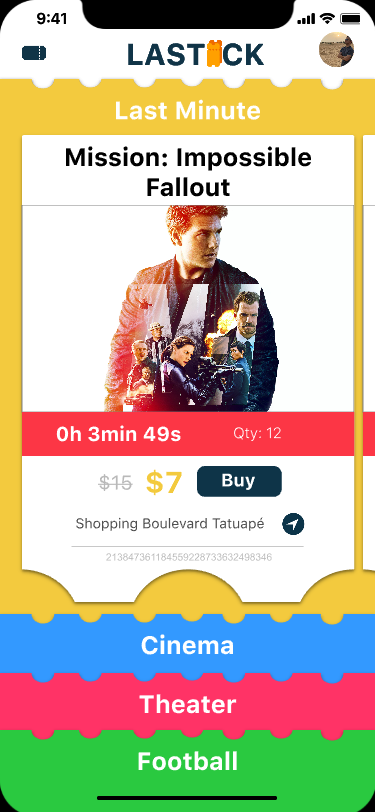 9:41
LASTICK
Last Minute
Mission: Impossible
Fallout
0h 3min 49s
Qty: 12
$15
$7
Buy
Shopping Boulevard Tatuapé
213847361184559228733632498346
Cinema
Theater
Football